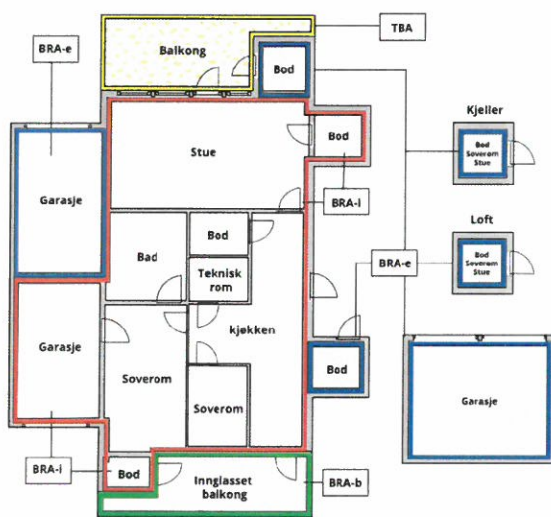 TBA
BRA-e
Balkong
Bod
Kjeller
Stue
Bod
Bod
Soverom
Stue
Garasje
BRA-i
Loft
Bad
Bod
Teknisk
rom
BRA-e
Bod
Soverom
Stue
Garasje
kjøkken
Soverom
Soverom
Bod
Garasje
BRA-i
Bod
Innglasset
balkong
BRA-b